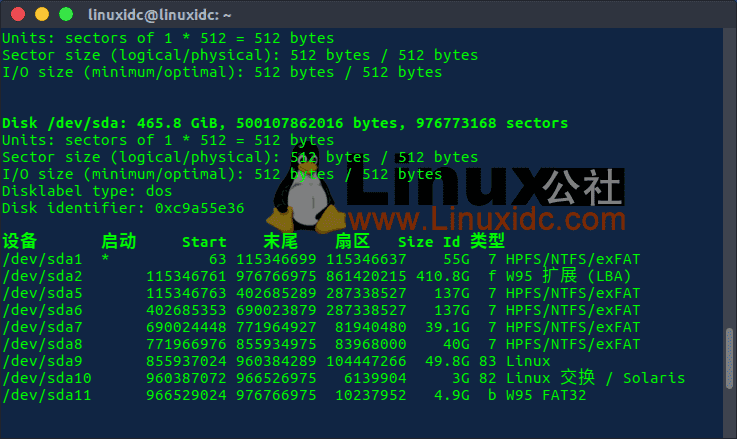 linuxidc@linuxidc: ~
Units: sectors of 1 * 512 = 512 bytes
Sector size (logical/physical): 512 bytes / 512 bytes
I/O size (minimum/optimal): 512 bytes / 512 bytes
Disk /dev/sda: 465.8 GiB, 500107862016 bytes, 976773168 sectors
Units: sectors of 1 * 512 = 512 bytes
Sector size (logical/physical): 512 bytes / 512 bytes
I/O size (minimum/optimal): 512 bytes / 512 bytes
Disklabel type: dos
Disk identifier: 0xc9a55e36
Linux公社
www.Linuxidc.com
设备 启动 Start 末尾 扇区 Size Id 类型
/dev/sda1 * 63 115346699 115346637 55G 7 HPFS/NTFS/exFAT
/dev/sda2 115346761 976766975 861420215 410.8G f W95 扩展 (LBA)
/dev/sda5 115346763 402685289 287338527 137G 7 HPFS/NTFS/exFAT
/dev/sda6 402685353 690023879 287338527 137G 7 HPFS/NTFS/exFAT
/dev/sda7 690024448 771964927 81940480 39.1G 7 HPFS/NTFS/exFAT
/dev/sda8 771966976 855934975 83968000 40G 7 HPFS/NTFS/exFAT
/dev/sda9 855937024 960384289 104447266 49.8G 83 Linux
/dev/sda10 960387072 966526975 6139904 3G 82 Linux 交换 / Solaris
/dev/sda11 966529024 976766975 10237952 4.9G b W95 FAT32